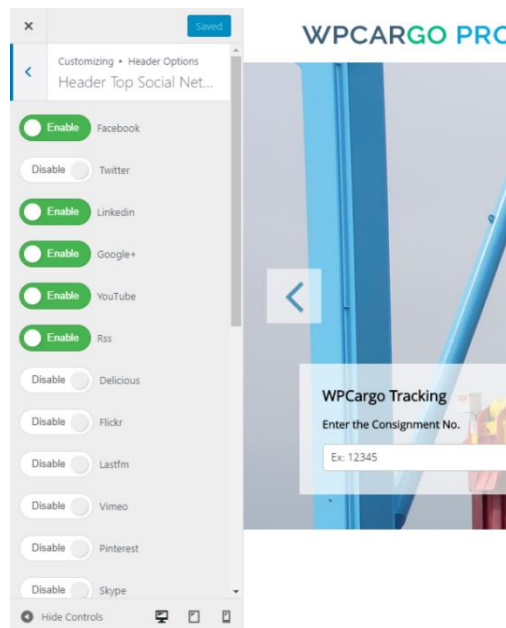 Saved
WPCARGO PRO
Customizing • Header Options
Header Top Social Net...
Enable Facebook
Disable Twitter
Enable Linkedin
Enable Google+
Enable YouTube
Enable Rss
Disable Delicious
Disable Flickr
Disable Lastfm
Disable Vimeo
Disable Pinterest
Disable Skype
Hide Controls
WPCargo Tracking
Enter the Consignment No.
Ex: 12345